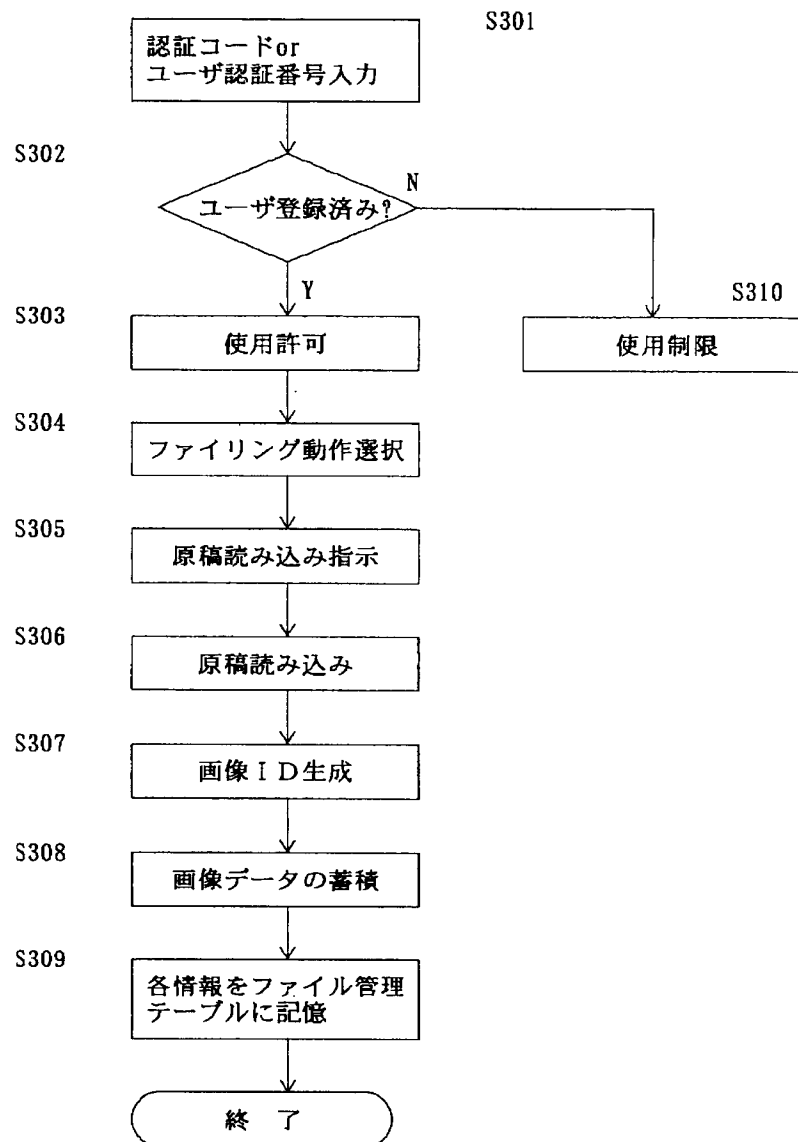 S301
認証コードor
ユーザ認証番号入力
S302
ユーザ登録済み?
N
Y
S303
使用許可
S310
使用制限
S304
ファイリング動作選択
S305
原稿読み込み指示
S306
原稿読み込み
S307
画像ID生成
S308
画像データの蓄積
S309
各情報をファイル管理
テーブルに記憶
終 了